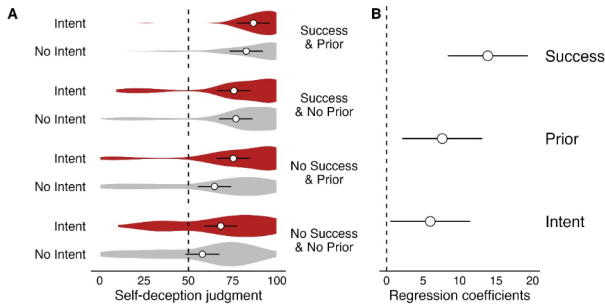 A
Intent
No Intent
Success
& Prior
Intent
No Intent
Success
& No Prior
Intent
No Intent
No Success
& Prior
Intent
No Intent
No Success
& No Prior
0 25 50 75 100
Self-deception judgment
B
Success
Prior
Intent
0 5 10 15 20
Regression coefficients